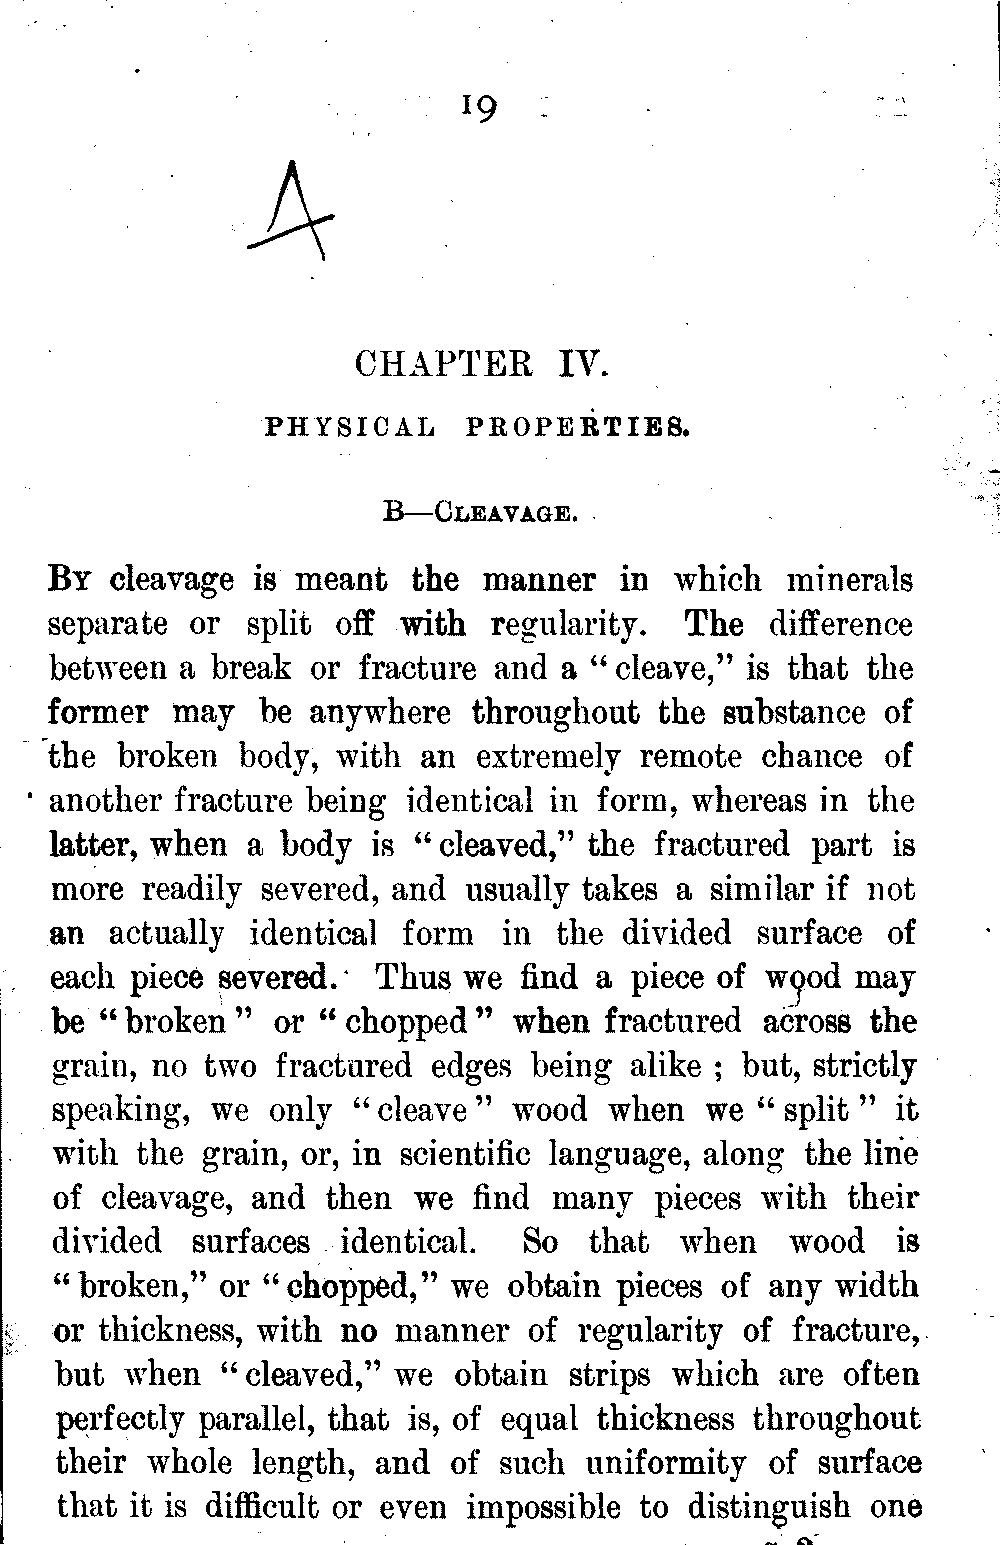 19
A
CHAPTER IV.
PHYSICAL PROPERTIES.
B—CLEAVAGE.
BY cleavage is meant the manner in which minerals
separate or split off with regularity. The difference
between a break or fracture and a “cleave,” is that the
former may be anywhere throughout the substance of
the broken body, with an extremely remote chance of
another fracture being identical in form, whereas in the
latter, when a body is “cleaved,” the fractured part is
more readily severed, and usually takes a similar if not
an actually identical form in the divided surface of
each piece severed. Thus we find a piece of wood may
be “broken” or “chopped” when fractured across the
grain, no two fractured edges being alike ; but, strictly
speaking, we only “cleave” wood when we “split” it
with the grain, or, in scientific language, along the line
of cleavage, and then we find many pieces with their
divided surfaces identical. So that when wood is
“broken,” or “chopped,” we obtain pieces of any width
or thickness, with no manner of regularity of fracture,
but when “cleaved,” we obtain strips which are often
perfectly parallel, that is, of equal thickness throughout
their whole length, and of such uniformity of surface
that it is difficult or even impossible to distinguish one